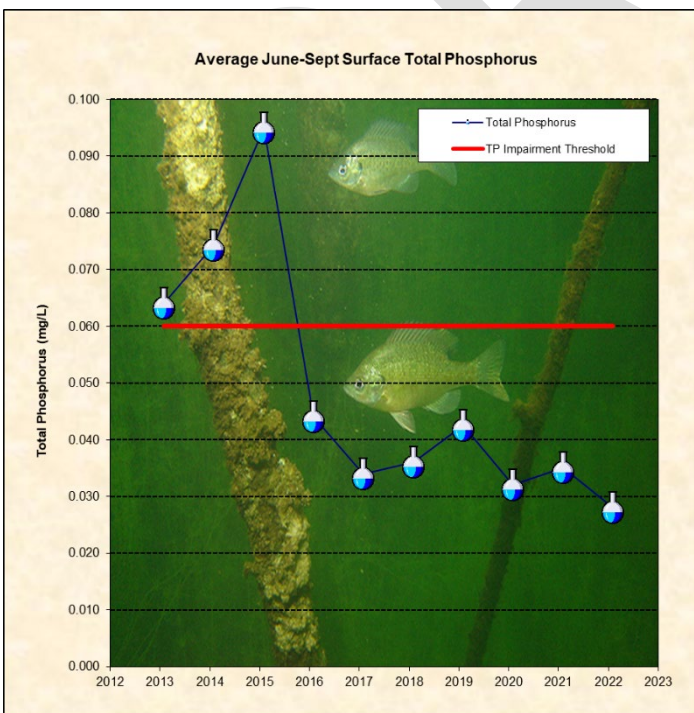 Average June-Sept Surface Total Phosphorus
0.100
0.090
0.080
0.070
0.060
0.050
0.040
0.030
0.020
0.010
0.000
Total Phosphorus (mg/L)
Total Phosphorus
TP Impairment Threshold
2012 2013 2014 2015 2016 2017 2018 2019 2020 2021 2022 2023